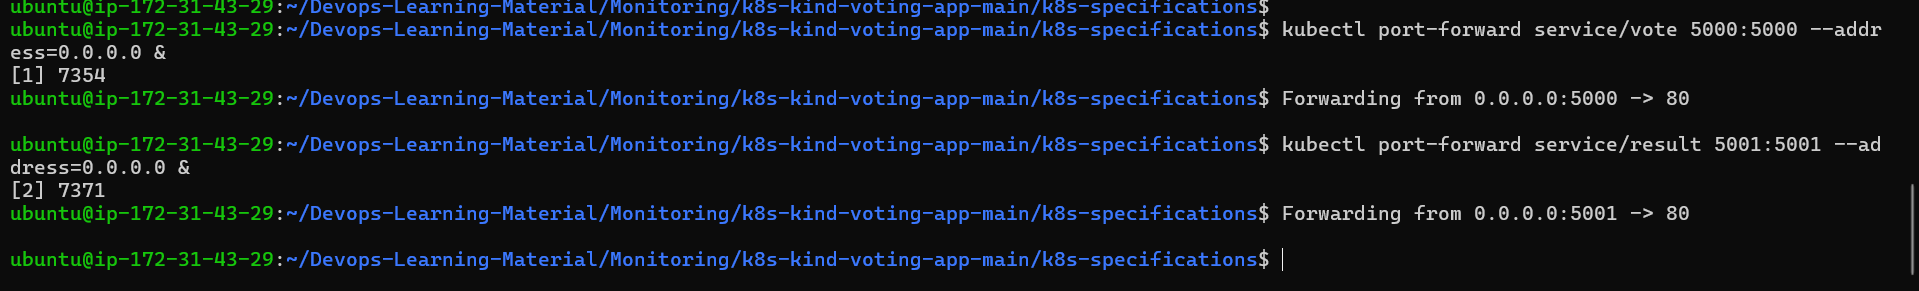 ubuntu@ip-172-31-43-29:~/Devops-Learning-Material/Monitoring/k8s-kind-voting-app-main/k8s-specifications$
ubuntu@ip-172-31-43-29:~/Devops-Learning-Material/Monitoring/k8s-kind-voting-app-main/k8s-specifications$ kubectl port-forward service/vote 5000:5000 --addr
ess=0.0.0.0 &
[1] 7354
ubuntu@ip-172-31-43-29:~/Devops-Learning-Material/Monitoring/k8s-kind-voting-app-main/k8s-specifications$ Forwarding from 0.0.0.0:5000 -> 80
ubuntu@ip-172-31-43-29:~/Devops-Learning-Material/Monitoring/k8s-kind-voting-app-main/k8s-specifications$ kubectl port-forward service/result 5001:5001 --ad
dress=0.0.0.0 &
[2] 7371
ubuntu@ip-172-31-43-29:~/Devops-Learning-Material/Monitoring/k8s-kind-voting-app-main/k8s-specifications$ Forwarding from 0.0.0.0:5001 -> 80
ubuntu@ip-172-31-43-29:~/Devops-Learning-Material/Monitoring/k8s-kind-voting-app-main/k8s-specifications$